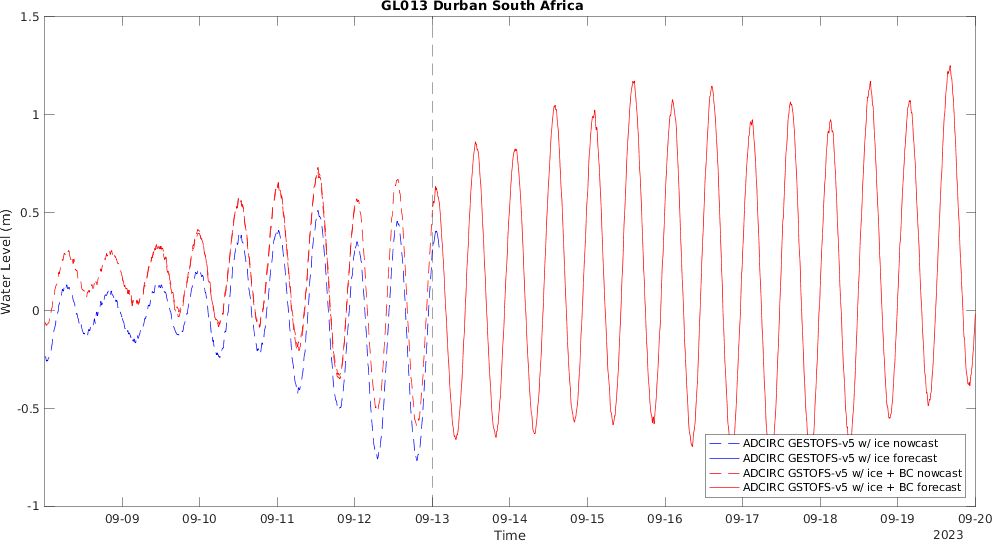 GL013 Durban South Africa
1.5
1
0.5
0
-0.5
-1
Water Level (m)
09-09
09-10
09-11
09-12
09-13
09-14
09-15
09-16
09-17
09-18
09-19
09-20
Time
2023
ADCIRC GESTOFS-v5 w/ ice nowcast
ADCIRC GESTOFS-v5 w/ ice forecast
ADCIRC GSTOFS-v5 w/ ice + BC nowcast
ADCIRC GSTOFS-v5 w/ ice + BC forecast